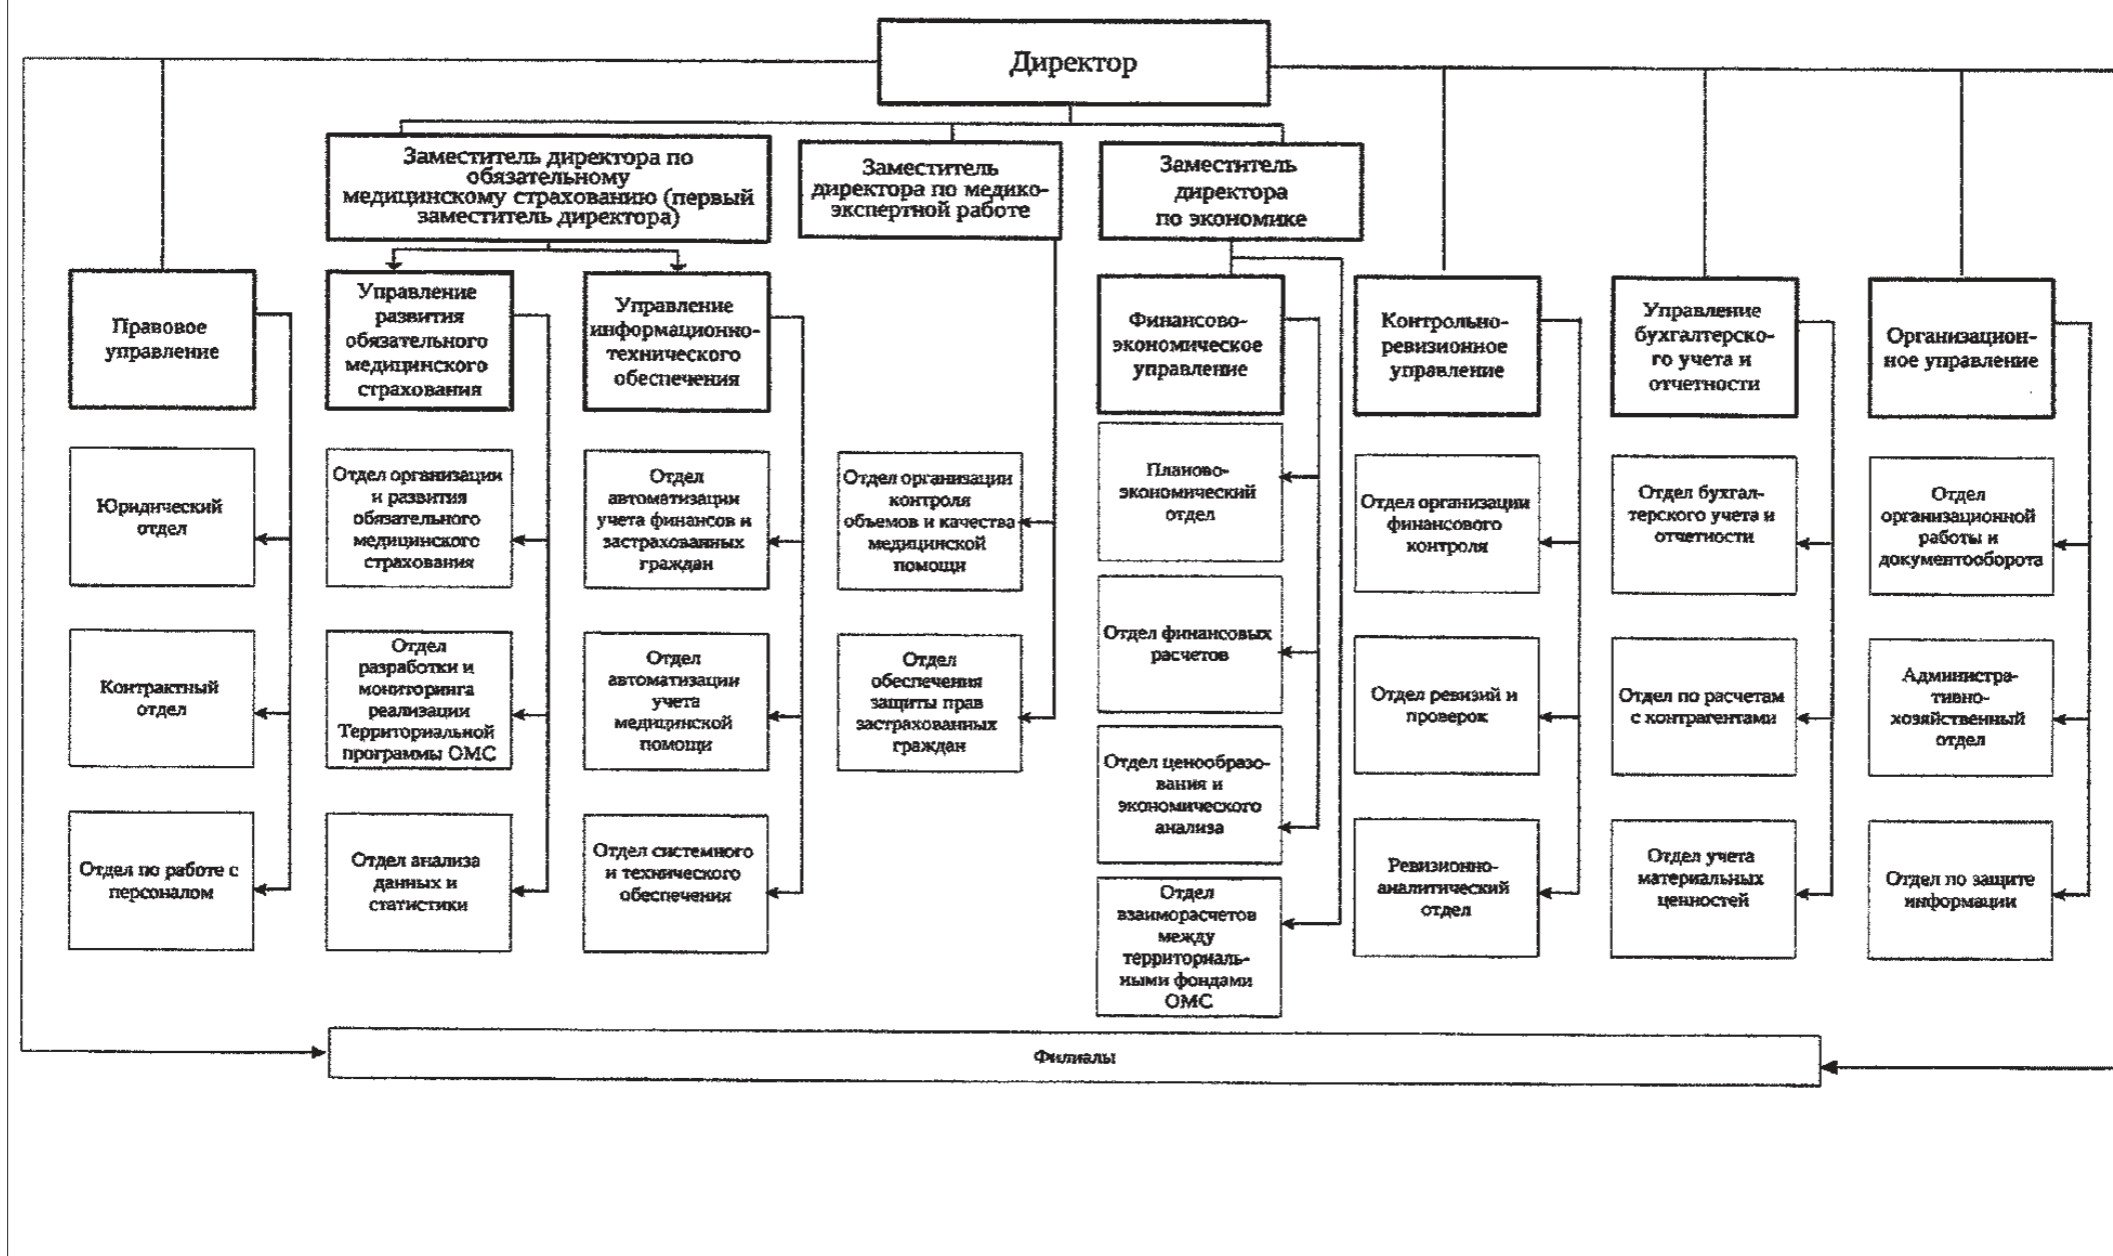 Директор
Заместитель директора по
обязательному
медицинскому страхованию (первый
заместитель директора)
Заместитель
директора по медико-
экспертной работе
Заместитель
директора
по экономике
Правовое
управление
Управление
развития
обязательного
медицинского
страхования
Управление
информационно-
технического
обеспечения
Финансово-
экономическое
управление
Контрольно-
ревизионное
управление
Управление
бухгалтерско-
го учета и
отчетности
Организацион-
ное управление
Юридический
отдел
Отдел организации
и развития
обязательного
медицинского
страхования
Отдел
автоматизации
учета финансов и
застрахованных
граждан
Отдел организации
контроля
объемов и качества
медицинской
помощи
Планово-
экономический
отдел
Отдел организации
финансового
контроля
Отдел бухгал-
терского учета и
отчетности
Отдел
организационной
работы и
документооборота
Контрактный
отдел
Отдел
разработки и
мониторинга
реализации
Территориальной
программы ОМС
Отдел
автоматизации
учета
медицинской
помощи
Отдел
обеспечения
защиты прав
застрахованных
граждан
Отдел финансовых
расчетов
Отдел ревизий и
проверок
Отдел по расчетам
с контрагентами
Администра-
тивно-
хозяйственный
отдел
Отдел по работе с
персоналом
Отдел анализа
данных и
статистики
Отдел системного
и технического
обеспечения
Отдел ценообразо-
вания и
экономического
анализа
Ревизионно-
аналитический
отдел
Отдел учета
материальных
ценностей
Отдел по защите
информации
Отдел
взаиморасчетов
между
территориаль-
ными фондами
ОМС
Филиалы